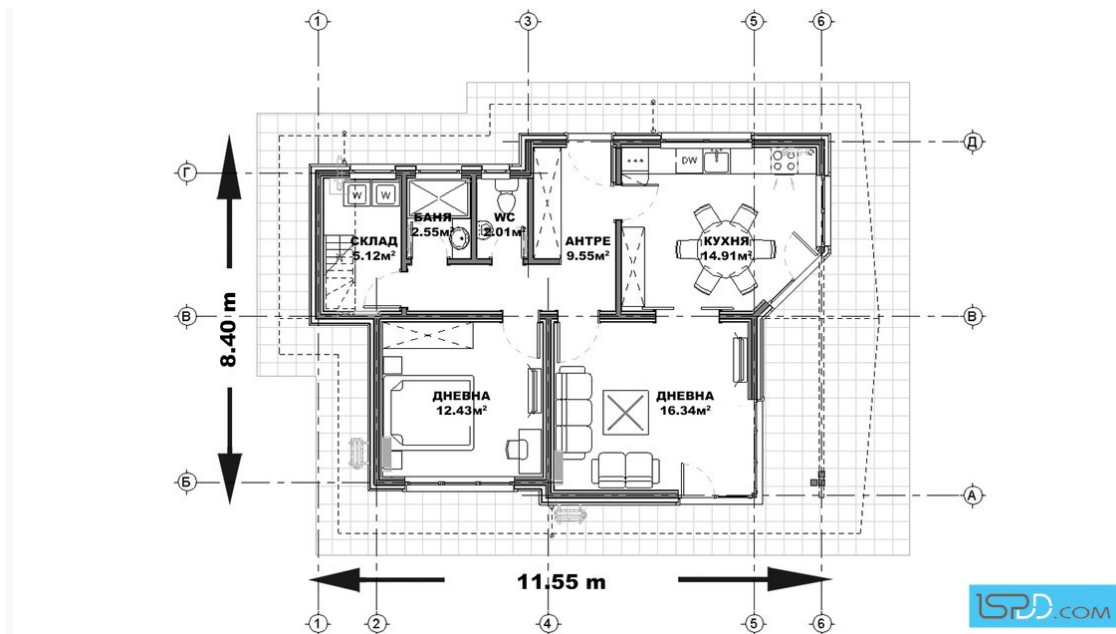 1
3
5
6
Д
Г
***
DW
W
W
БАНЯ
2.55м²
WC
2.01м²
СКЛАД
5.12м²
АНТРЕ
9.55м²
КУХНЯ
14.91м²
В
В
8.40 m
ДНЕВНА
12.43м²
ДНЕВНА
16.34м²
Б
А
11.55 m
1
2
4
5
6
1SPDD.COM